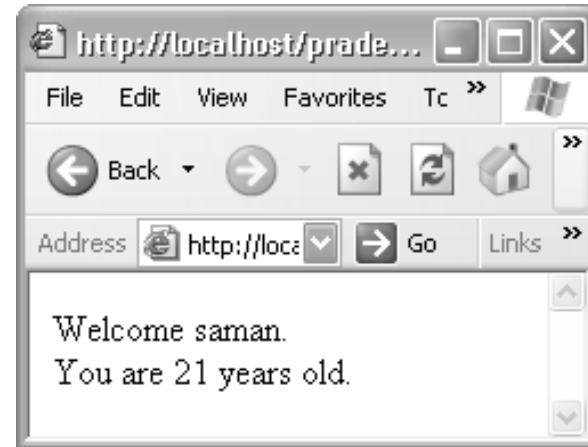 http://localhost/prade...
File Edit View Favorites Tc »
Back »
Address http://loca Go Links »
Welcome saman.
You are 21 years old.